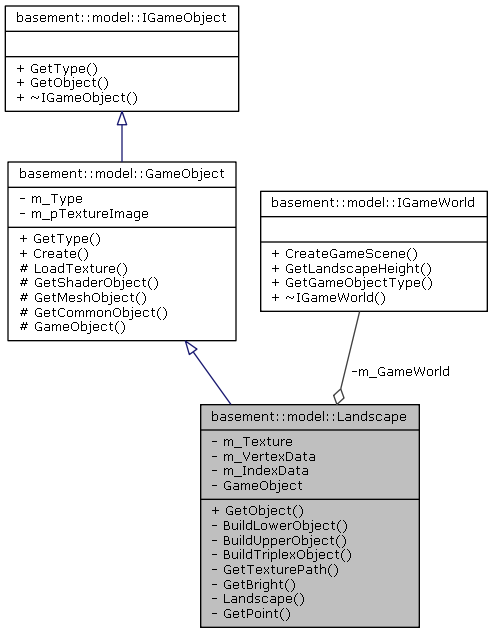 basement::model::IGameObject
+ GetType()
+ GetObject()
+ ~IGameObject()
basement::model::GameObject
- m_Type
- m_pTextureImage
+ GetType()
+ Create()
# LoadTexture()
# GetShaderObject()
# GetMeshObject()
# GetCommonObject()
# GameObject()
basement::model::IGameWorld
+ CreateGameScene()
+ GetLandscapeHeight()
+ GetGameObjectType()
+ ~IGameWorld()
-m_GameWorld
basement::model::Landscape
- m_Texture
- m_VertexData
- m_IndexData
- GameObject
+ GetObject()
- BuildLowerObject()
- BuildUpperObject()
- BuildTriplexObject()
- GetTexturePath()
- GetBright()
- Landscape()
- GetPoint()